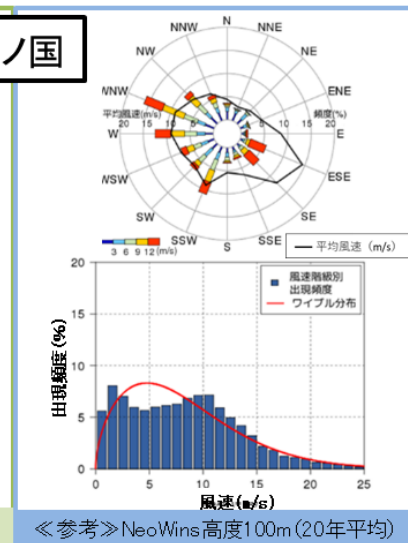 ノ国
N
NNW NNE
NW NE
WNW ENE
平均風速(m/s) 頻度(%)
20 15 10 5 5 10 15 20
W E
WSW ESE
SW SE
SSW SSE
S
3 6 9 12 (m/s)
平均風速 (m/s)
20
風速階級別
出現頻度
ワイブル分布
15
10
5
0
出現頻度(%)
0 5 10 15 20 25
風速(m/s)
≪参考≫NeoWins高度100m(20年平均)